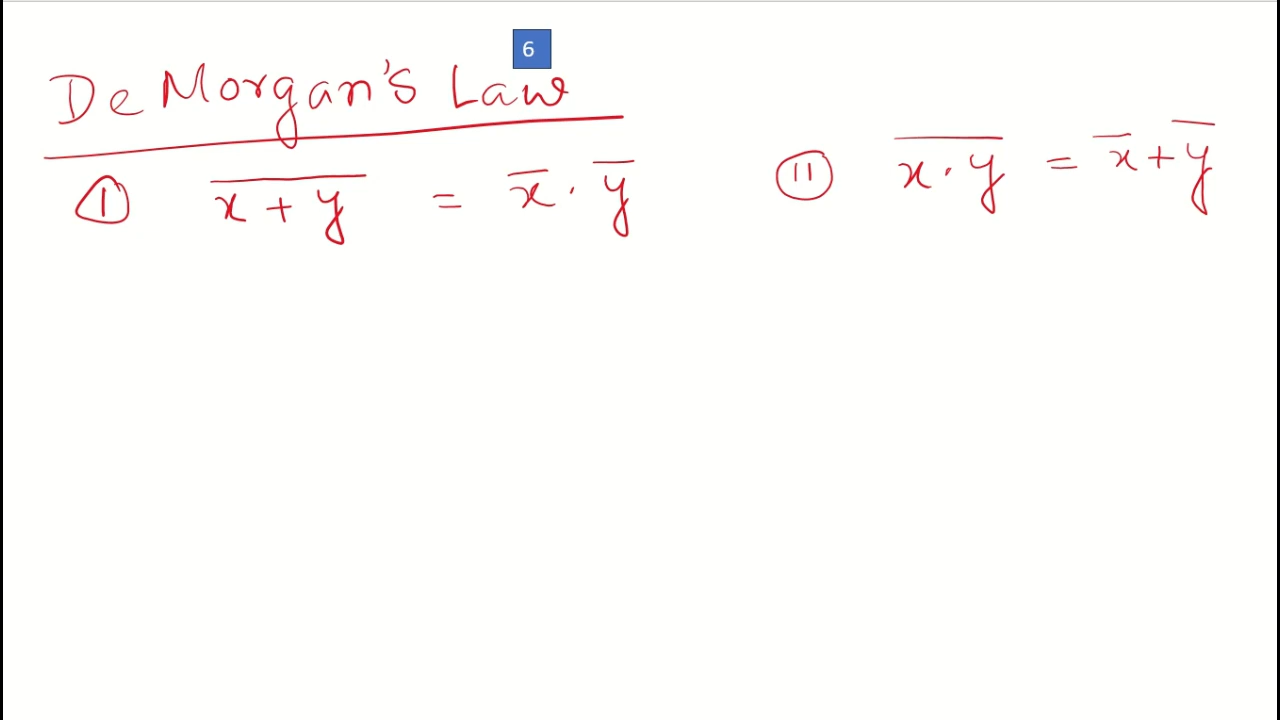 6
De Morgan's Law
① x̅ ̅+̅ ̅y̅ = x̅ . y̅
⑪ x̅ ̅.̅ ̅y̅ = x̅ + y̅